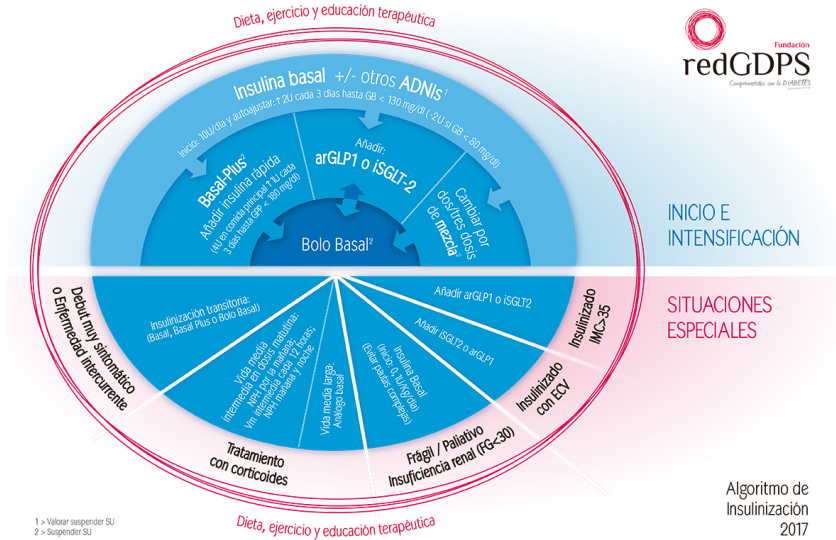 Dieta, ejercicio y educación terapéutica
Fundación
redGDPS
Comprometidos con la DIABETES
Insulina basal +/- otros ADNIs1
Inicio: 10U/día y autoajustar:↑2U cada 3 días hasta GB < 130 mg/dl (-2U si GB < 80 mg/dl)
Basal-Plus2
Añadir insulina rápida
(4U en comida principal ↑1U cada
3 días hasta GPP < 180 mg/dl)
Añadir:
arGLP1 o iSGLT-2
Cambiar por
dos/tres dosis
de mezcla2
Bolo Basal2
INICIO E
INTENSIFICACIÓN
SITUACIONES
ESPECIALES
Debut muy sintomático
o Enfermedad intercurrente
Insulinización transitoria:
(Basal, Basal Plus o Bolo Basal)
Vida media
intermedia en dosis matutina:
NPH por la mañana;
Vm intermedia cada 12 horas;
NPH mañana y noche
Vida media larga:
Análogo basal
Tratamiento
con corticoides
Insulina Basal
(inicio: 0,1U/Kg/día)
(Evitar pautas complejas)
Frágil / Paliativo
Insuficiencia renal (FG<30)
Añadir iSGLT2 o arGLP1
Insulinizado
con ECV
Añadir arGLP1 o iSGLT2
Insulinizado
IMC>35
Dieta, ejercicio y educación terapéutica
1 > Valorar suspender SU
2 > Suspender SU
Algoritmo de
Insulinización
2017